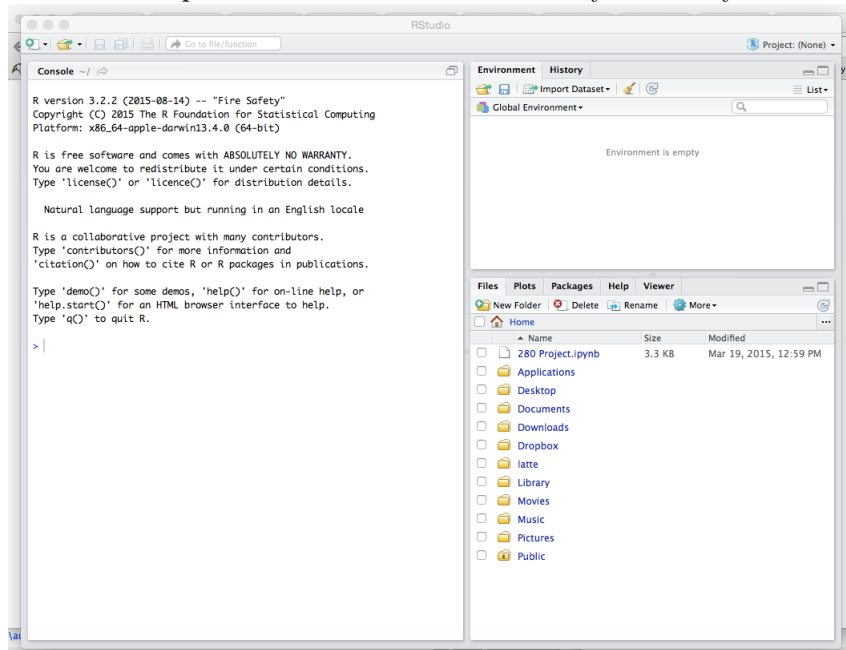 RStudio
Go to file/function
Project: (None)
Console ~/
R version 3.2.2 (2015-08-14) -- "Fire Safety"
Copyright (C) 2015 The R Foundation for Statistical Computing
Platform: x86_64-apple-darwin13.4.0 (64-bit)
R is free software and comes with ABSOLUTELY NO WARRANTY.
You are welcome to redistribute it under certain conditions.
Type 'license()' or 'licence()' for distribution details.
Natural language support but running in an English locale
R is a collaborative project with many contributors.
Type 'contributors()' for more information and
'citation()' on how to cite R or R packages in publications.
Type 'demo()' for some demos, 'help()' for on-line help, or
'help.start()' for an HTML browser interface to help.
Type 'q()' to quit R.
>
Environment History
Import Dataset List
Global Environment
Environment is empty
Files Plots Packages Help Viewer
New Folder Delete Rename More
Home ...
Name Size Modified
280 Project.ipynb 3.3 KB Mar 19, 2015, 12:59 PM
Applications
Desktop
Documents
Downloads
Dropbox
latte
Library
Movies
Music
Pictures
Public